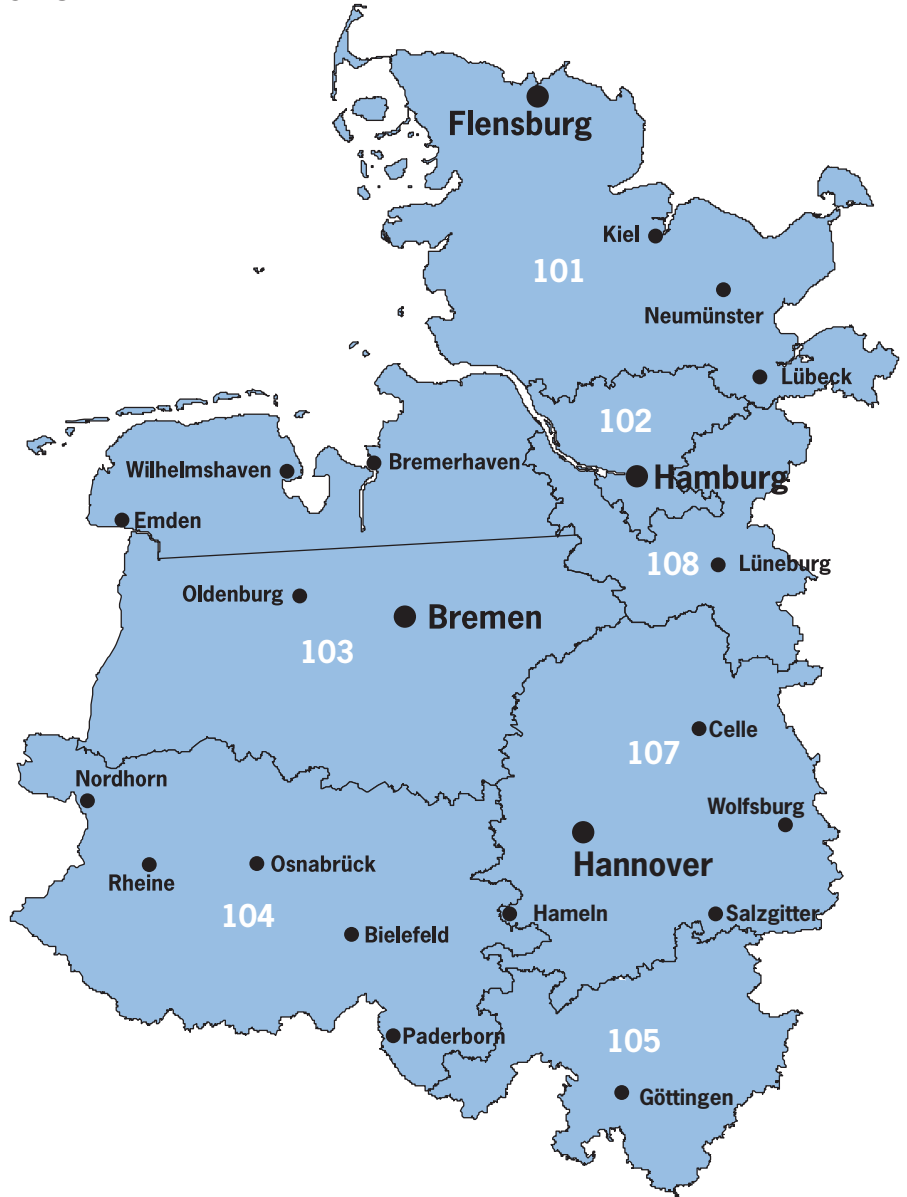 Flensburg
Kiel
101
Neumünster
Lübeck
102
Bremerhaven
Wilhelmshaven
Hamburg
Emden
108
Lüneburg
Oldenburg
Bremen
103
Celle
107
Nordhorn
Wolfsburg
Hannover
Osnabrück
Rheine
104
Hameln
Salzgitter
Bielefeld
Paderborn
105
Göttingen